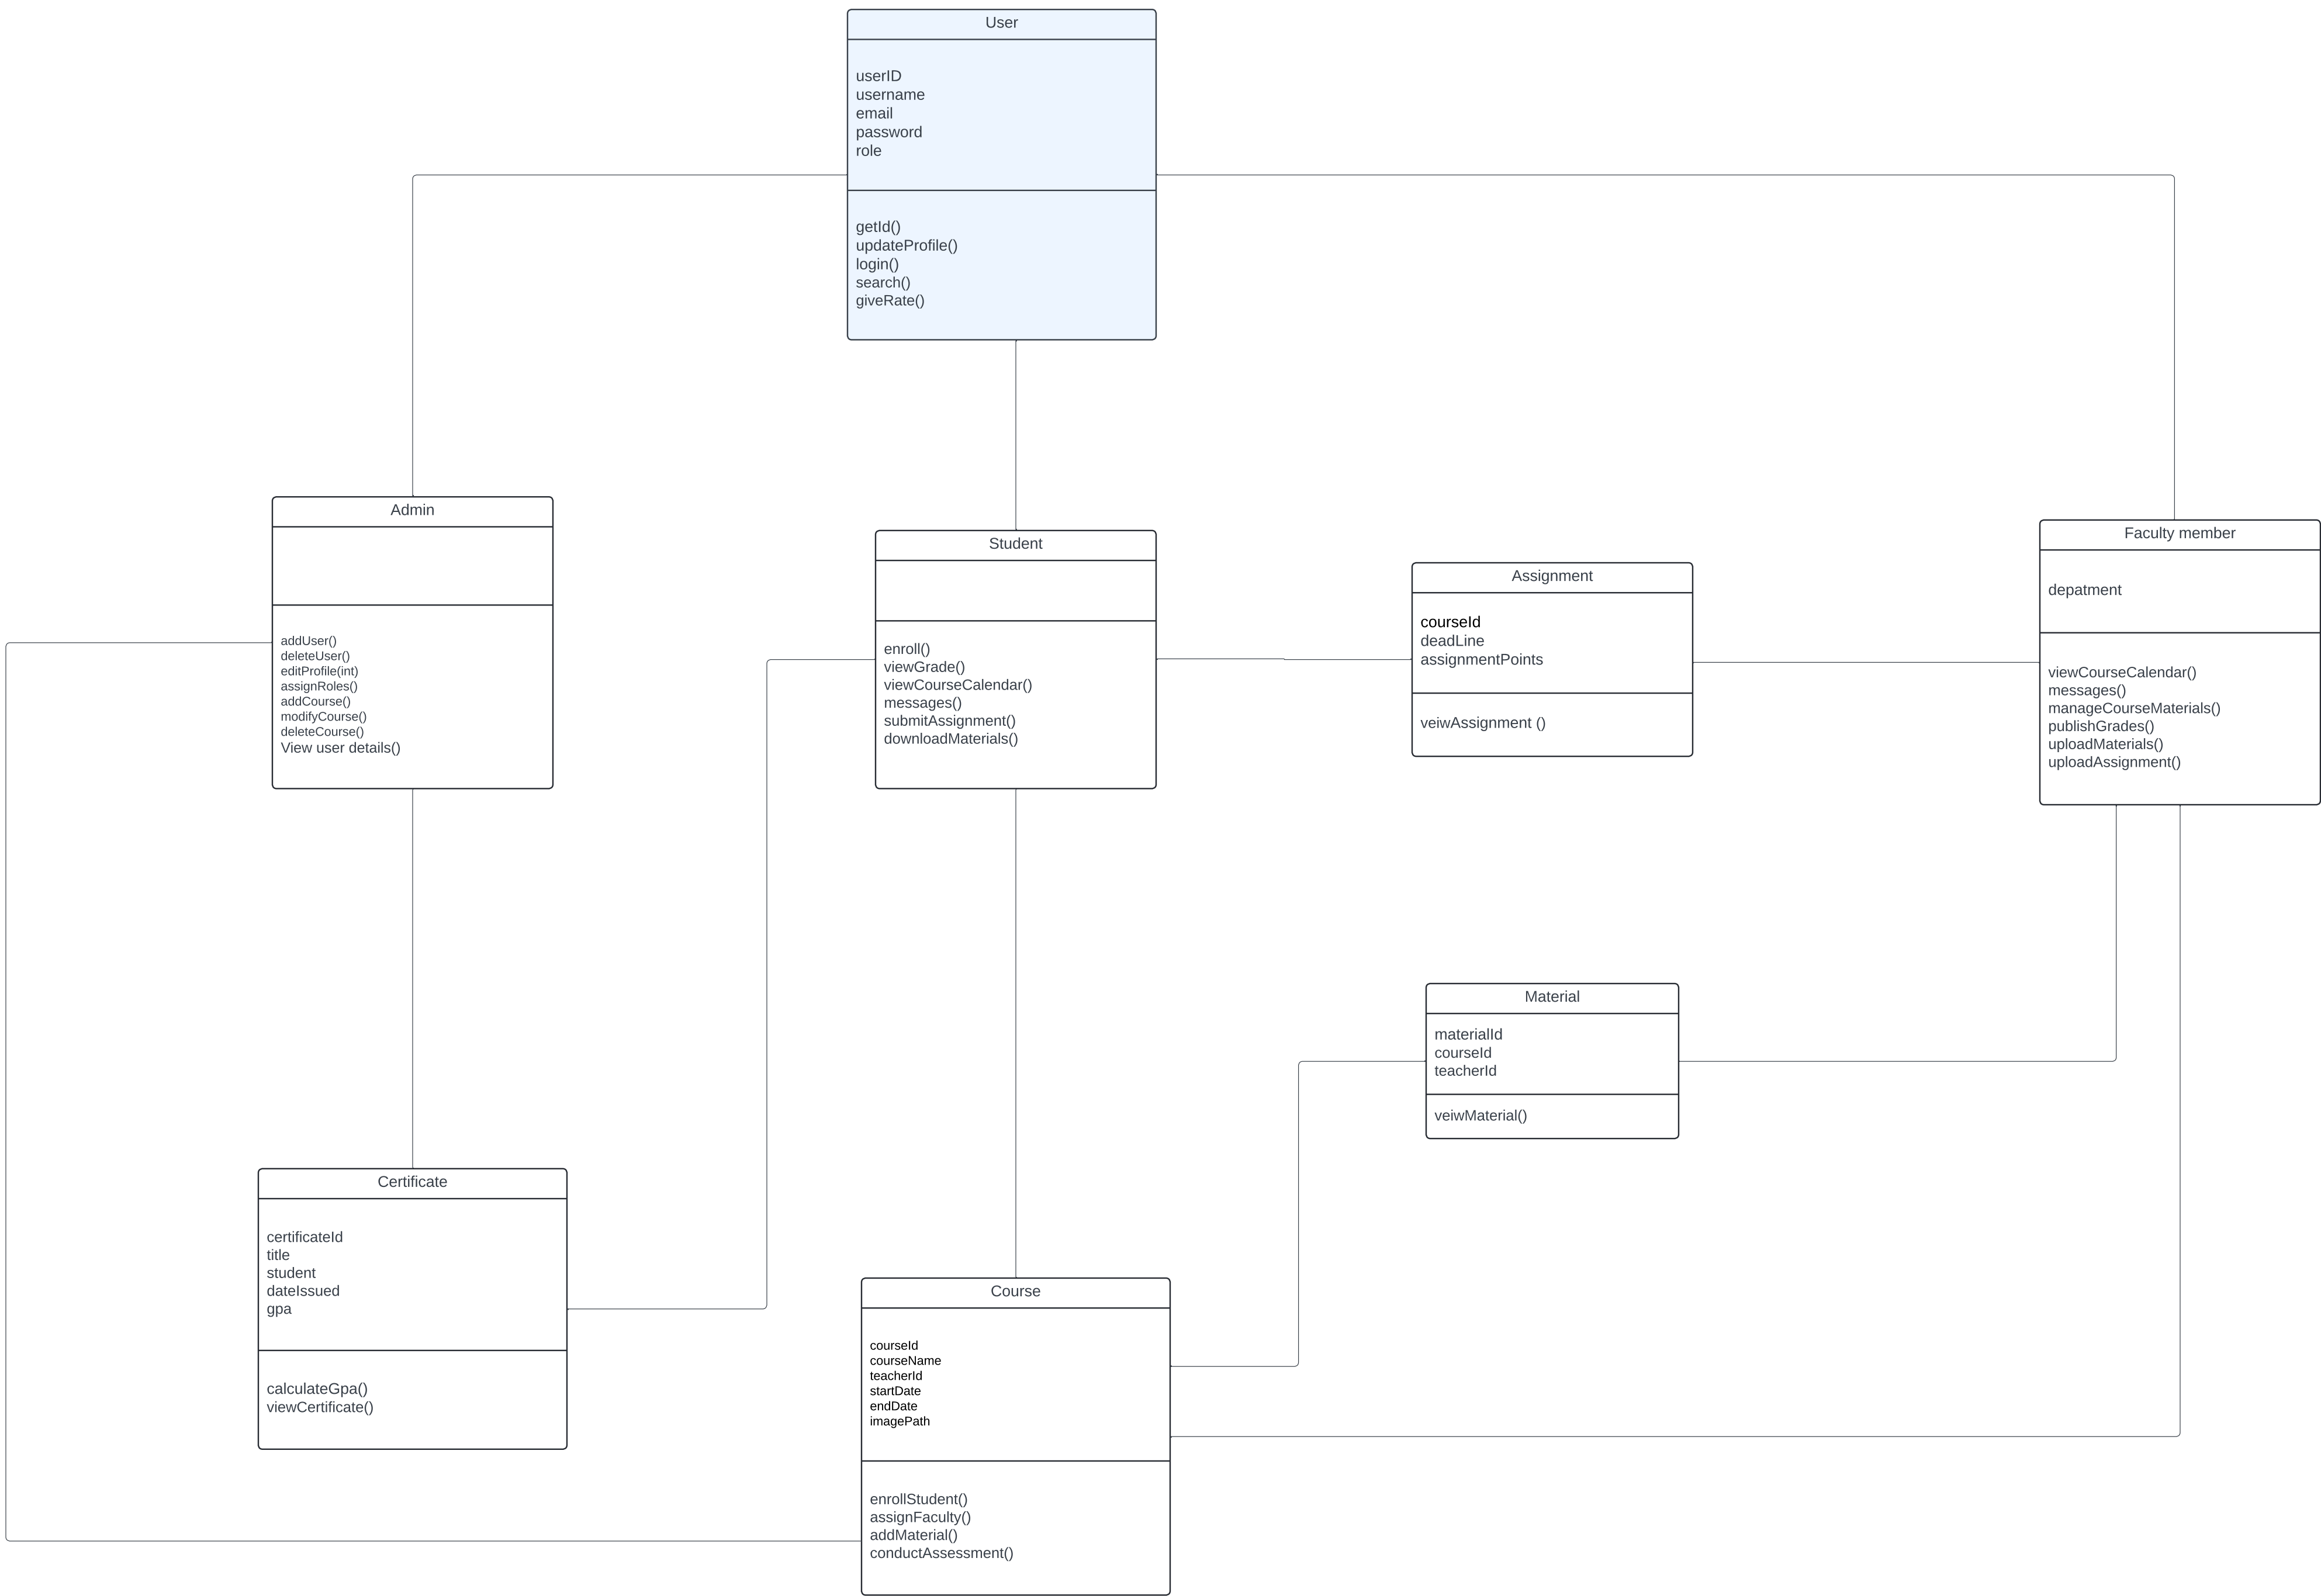 User
userID
username
email
password
role
getId()
updateProfile()
login()
search()
giveRate()
Admin
addUser()
deleteUser()
editProfile(int)
assignRoles()
addCourse()
modifyCourse()
deleteCourse()
View user details()
Student
enroll()
viewGrade()
viewCourseCalendar()
messages()
submitAssignment()
downloadMaterials()
Assignment
courseId
deadLine
assignmentPoints
veiwAssignment ()
Faculty member
depatment
viewCourseCalendar()
messages()
manageCourseMaterials()
publishGrades()
uploadMaterials()
uploadAssignment()
Material
materialId
courseId
teacherId
veiwMaterial()
Certificate
certificateId
title
student
dateIssued
gpa
calculateGpa()
viewCertificate()
Course
courseId
courseName
teacherId
startDate
endDate
imagePath
enrollStudent()
assignFaculty()
addMaterial()
conductAssessment()